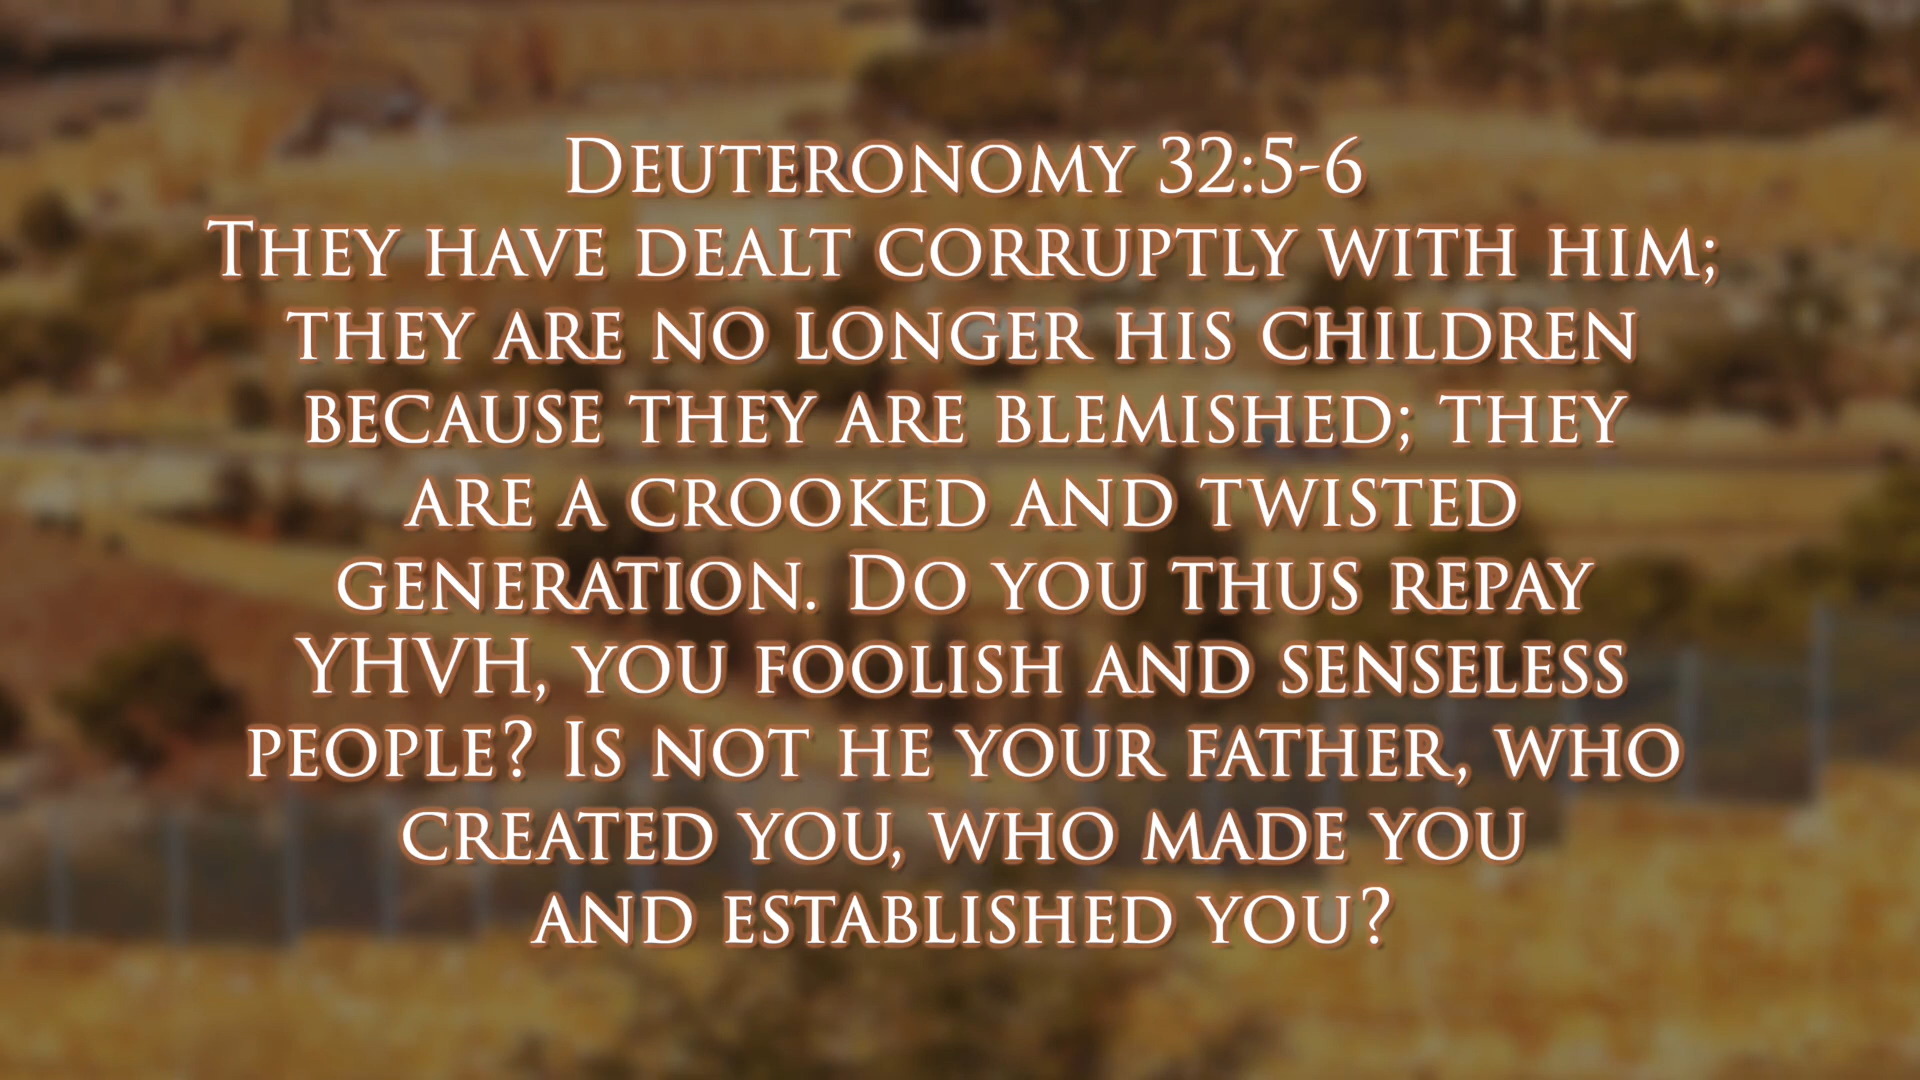 Deuteronomy 32:5-6
They have dealt corruptly with him;
they are no longer his children
because they are blemished; they
are a crooked and twisted
generation. Do you thus repay
YHVH, you foolish and senseless
people? Is not he your father, who
created you, who made you
and established you?